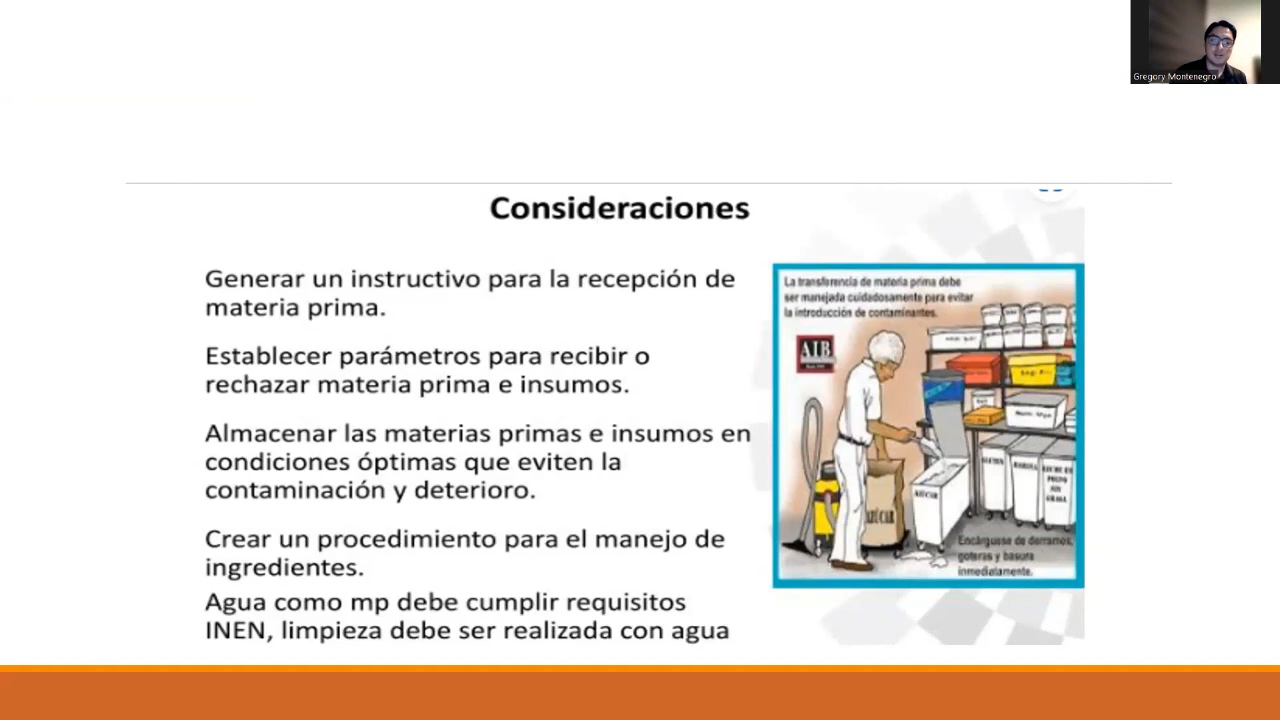 Gregory Montenegro
Consideraciones
Generar un instructivo para la recepción de
materia prima.
Establecer parámetros para recibir o
rechazar materia prima e insumos.
Almacenar las materias primas e insumos en
condiciones óptimas que eviten la
contaminación y deterioro.
Crear un procedimiento para el manejo de
ingredientes.
Agua como mp debe cumplir requisitos
INEN, limpieza debe ser realizada con agua
La transferencia de materia prima debe
ser manejada cuidadosamente para evitar
la introducción de contaminantes.
AIB
AZÚCAR
AZÚCAR
GLUTEN
Encárguese de derrames,
goteras y basura
inmediatamente.